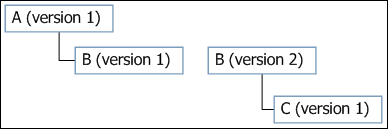 A (version 1)
B (version 1)
B (version 2)
C (version 1)